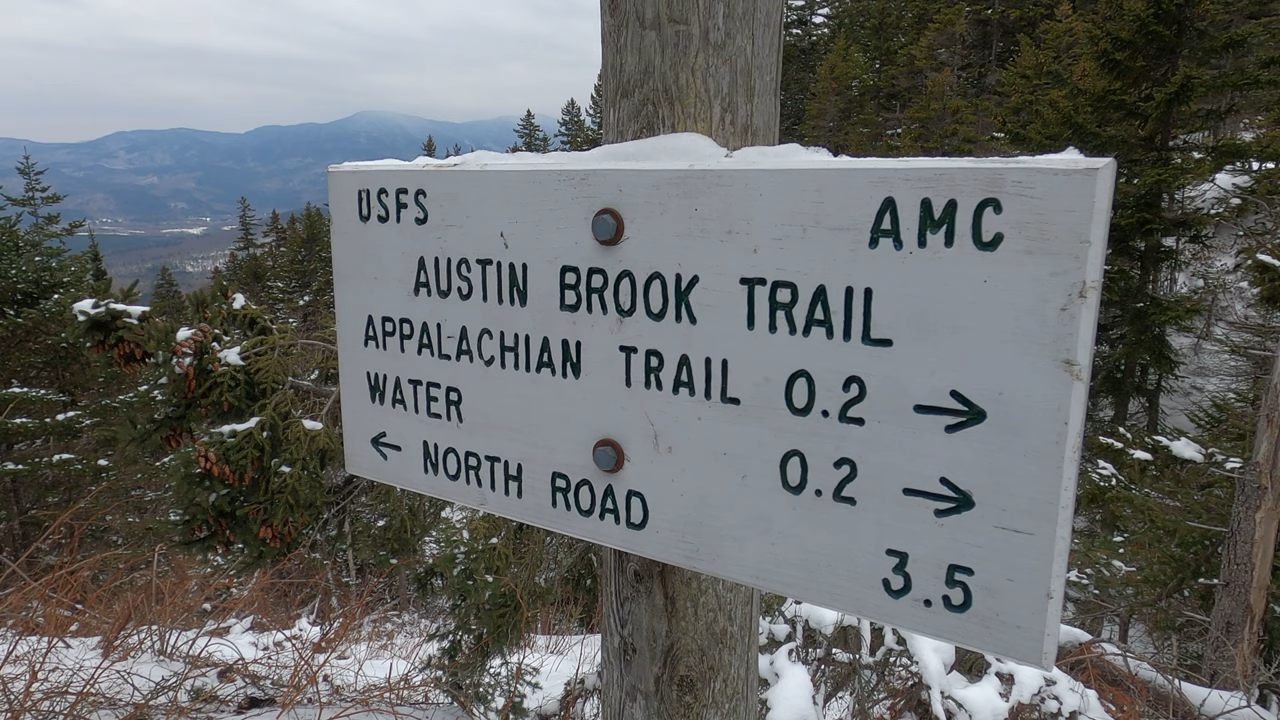 USFS AMC
AUSTIN BROOK TRAIL
APPALACHIAN TRAIL 0.2 →
WATER 0.2 →
← NORTH ROAD 3.5